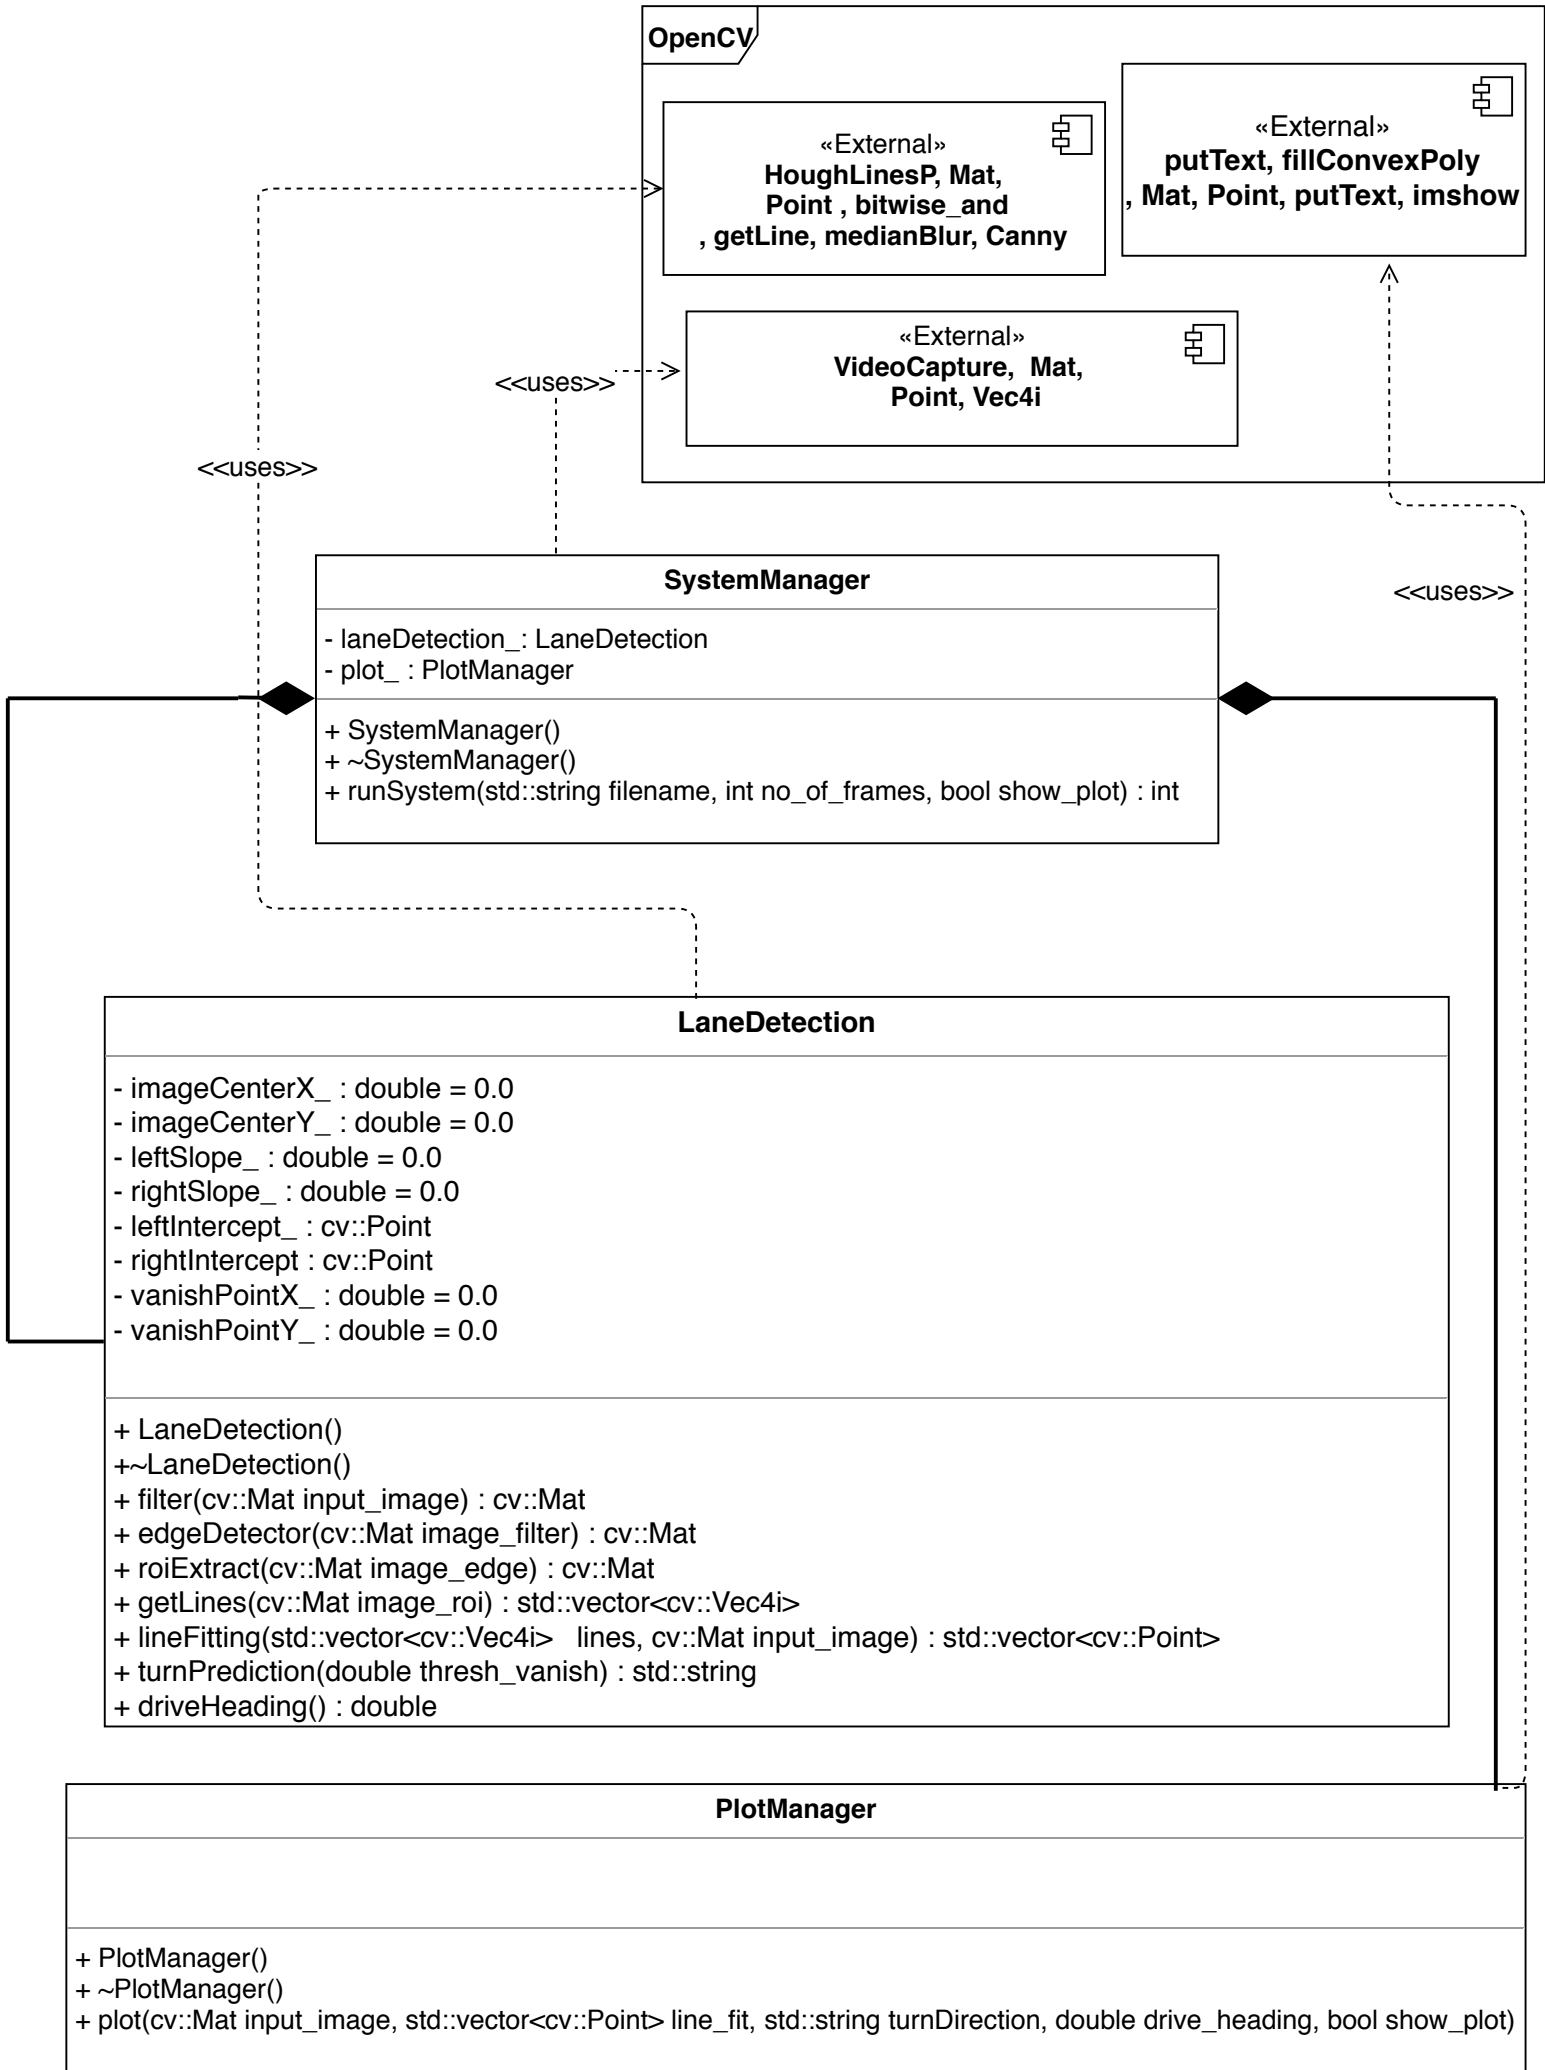 OpenCV
«External»
HoughLinesP, Mat,
Point , bitwise_and
, getLine, medianBlur, Canny
«External»
putText, fillConvexPoly
, Mat, Point, putText, imshow
«External»
VideoCapture,  Mat,
Point, Vec4i
<<uses>>
<<uses>>
<<uses>>
SystemManager
- laneDetection_: LaneDetection
- plot_ : PlotManager
+ SystemManager()
+ ~SystemManager()
+ runSystem(std::string filename, int no_of_frames, bool show_plot) : int
LaneDetection
- imageCenterX_ : double = 0.0
- imageCenterY_ : double = 0.0
- leftSlope_ : double = 0.0
- rightSlope_ : double = 0.0
- leftIntercept_ : cv::Point
- rightIntercept : cv::Point
- vanishPointX_ : double = 0.0
- vanishPointY_ : double = 0.0
+ LaneDetection()
+~LaneDetection()
+ filter(cv::Mat input_image) : cv::Mat
+ edgeDetector(cv::Mat image_filter) : cv::Mat
+ roiExtract(cv::Mat image_edge) : cv::Mat
+ getLines(cv::Mat image_roi) : std::vector<cv::Vec4i>
+ lineFitting(std::vector<cv::Vec4i>   lines, cv::Mat input_image) : std::vector<cv::Point>
+ turnPrediction(double thresh_vanish) : std::string
+ driveHeading() : double
PlotManager
+ PlotManager()
+ ~PlotManager()
+ plot(cv::Mat input_image, std::vector<cv::Point> line_fit, std::string turnDirection, double drive_heading, bool show_plot)